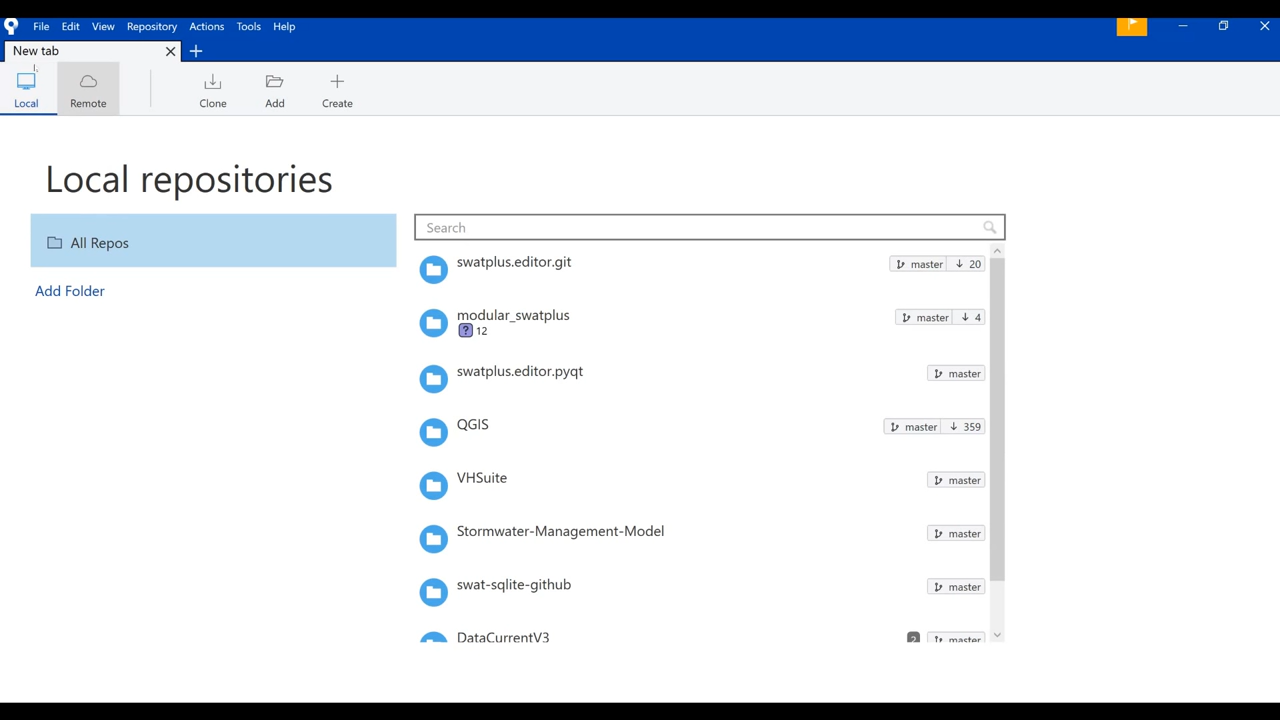 File Edit View Repository Actions Tools Help
New tab
Local Remote Clone Add Create
Local repositories
All Repos
Add Folder
Search
swatplus.editor.git master 20
modular_swatplus master 4
? 12
swatplus.editor.pyqt master
QGIS master 359
VHSuite master
Stormwater-Management-Model master
swat-sqlite-github master
DataCurrentV3 2 master